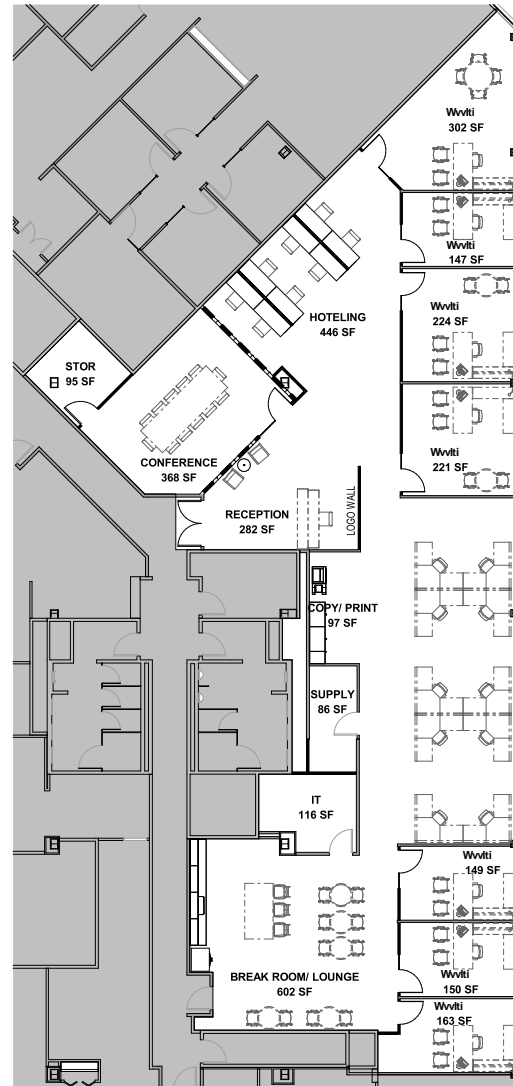 Wvvlti
302 SF
Wvvlti
147 SF
HOTELING
446 SF
Wvvlti
224 SF
STOR
95 SF
Wvvlti
221 SF
CONFERENCE
368 SF
RECEPTION
282 SF
LOGO WALL
COPY/ PRINT
97 SF
SUPPLY
86 SF
IT
116 SF
Wvvlti
149 SF
BREAK ROOM/ LOUNGE
602 SF
Wvvlti
150 SF
Wvvlti
163 SF